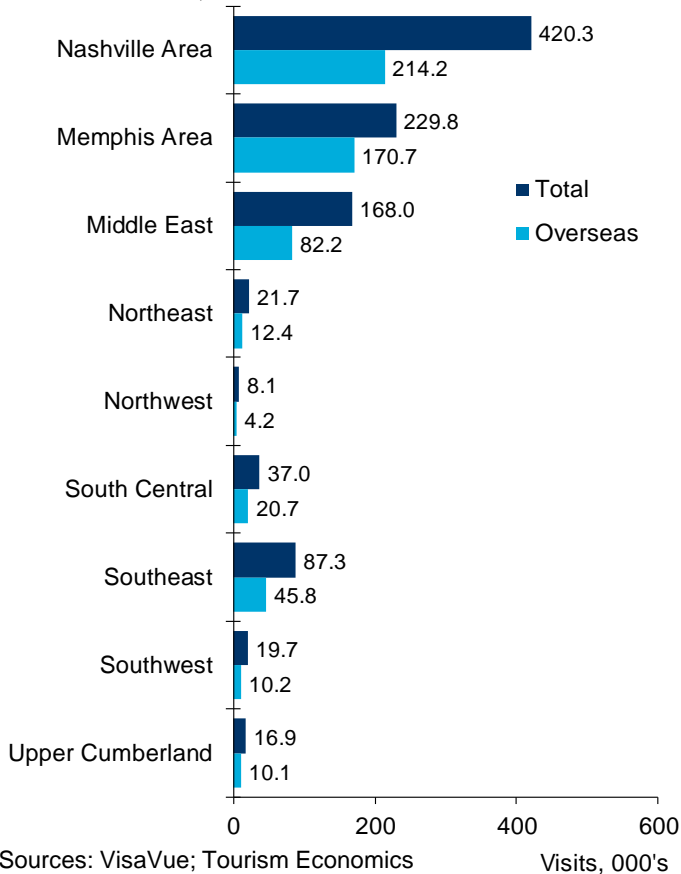 Nashville Area
420.3
214.2
Memphis Area
229.8
170.7
Total
Overseas
Middle East
168.0
82.2
Northeast
21.7
12.4
Northwest
8.1
4.2
South Central
37.0
20.7
Southeast
87.3
45.8
Southwest
19.7
10.2
Upper Cumberland
16.9
10.1
0 200 400 600
Sources: VisaVue; Tourism Economics
Visits, 000's